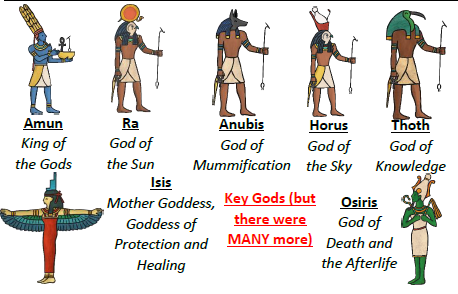 Amun
King of
the Gods
Ra
God of
the Sun
Anubis
God of
Mummification
Horus
God of
the Sky
Thoth
God of
Knowledge
Isis
Mother Goddess,
Goddess of
Protection and
Healing
Key Gods (but
there were
MANY more)
Osiris
God of
Death and
the Afterlife